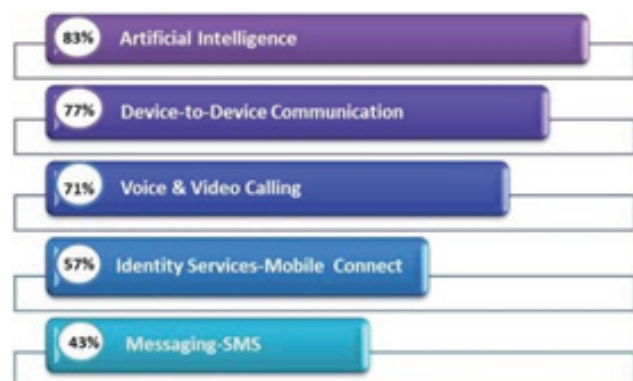 83% Artificial Intelligence
77% Device-to-Device Communication
71% Voice & Video Calling
57% Identity Services-Mobile Connect
43% Messaging-SMS